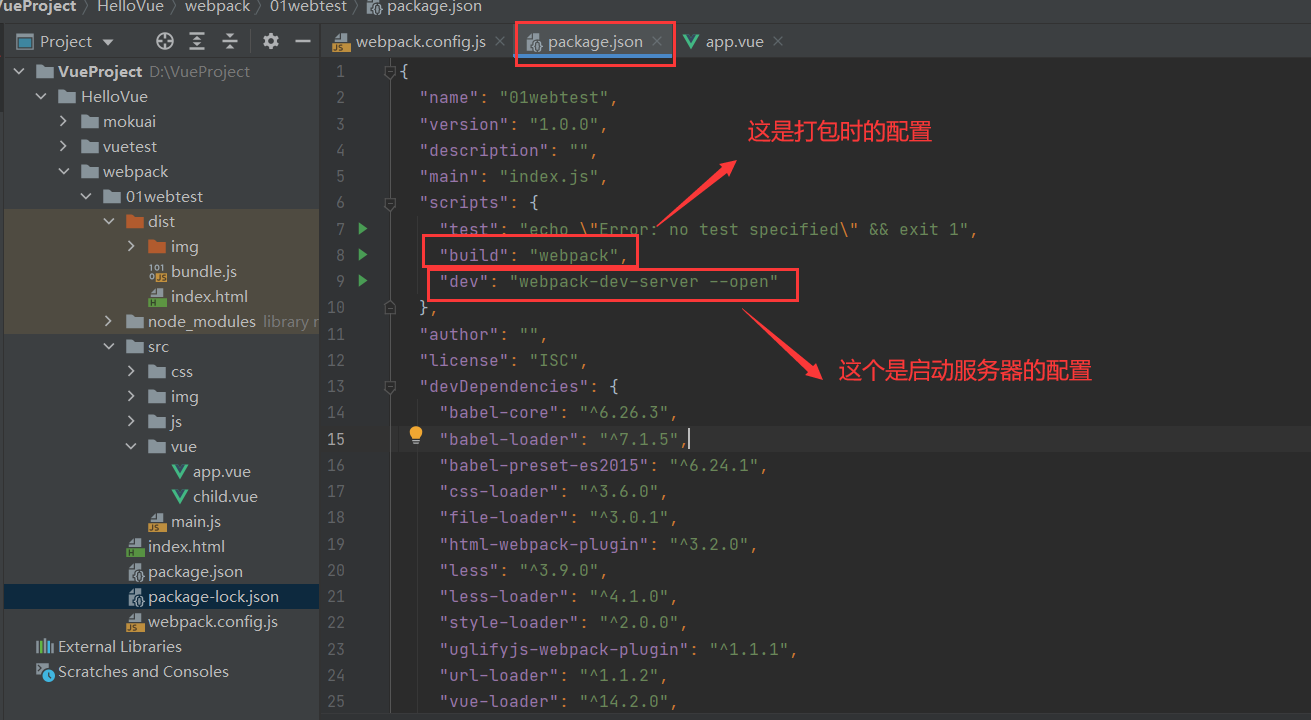 VueProject > HelloVue > webpack > 01webtest > package.json
Project
webpack.config.js
package.json
app.vue
VueProject D:\VueProject
HelloVue
mokuai
vuetest
webpack
01webtest
dist
img
bundle.js
index.html
node_modules library r
src
css
img
js
vue
app.vue
child.vue
main.js
index.html
package.json
package-lock.json
webpack.config.js
External Libraries
Scratches and Consoles
1 {
2 "name": "01webtest",
3 "version": "1.0.0",
4 "description": "",
5 "main": "index.js",
6 "scripts": {
7 "test": "echo \"Error: no test specified\" && exit 1",
8 "build": "webpack",
9 "dev": "webpack-dev-server --open"
10 },
11 "author": "",
12 "license": "ISC",
13 "devDependencies": {
14 "babel-core": "^6.26.3",
15 "babel-loader": "^7.1.5",
16 "babel-preset-es2015": "^6.24.1",
17 "css-loader": "^3.6.0",
18 "file-loader": "^3.0.1",
19 "html-webpack-plugin": "^3.2.0",
20 "less": "^3.9.0",
21 "less-loader": "^4.1.0",
22 "style-loader": "^2.0.0",
23 "uglifyjs-webpack-plugin": "^1.1.1",
24 "url-loader": "^1.1.2",
25 "vue-loader": "^14.2.0",
这是打包时的配置
这个是启动服务器的配置